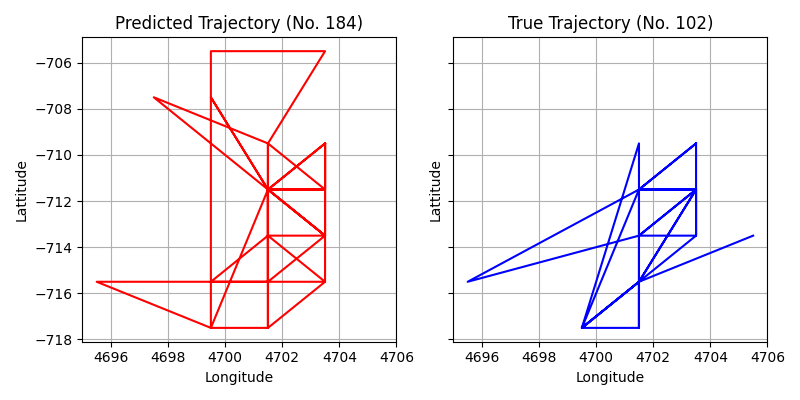 Predicted Trajectory (No. 184)
True Trajectory (No. 102)
−706
−708
−710
−712
−714
−716
−718
Lattitude
Lattitude
4696 4698 4700 4702 4704 4706
4696 4698 4700 4702 4704 4706
Longitude
Longitude